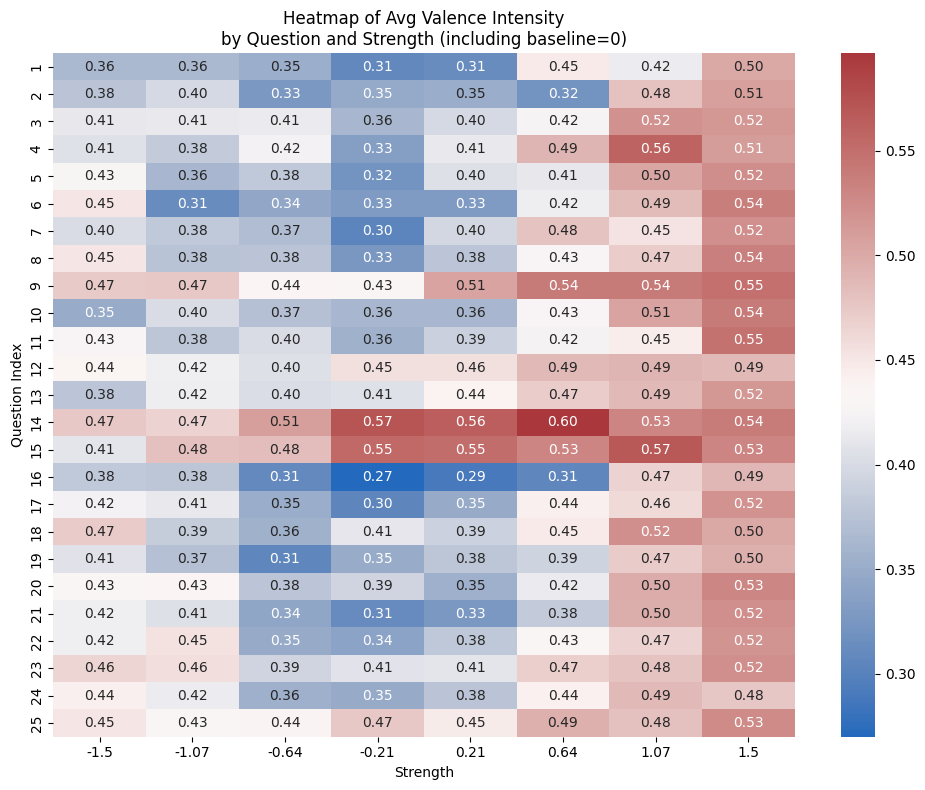 Heatmap of Avg Valence Intensity
by Question and Strength (including baseline=0)
Question Index
1 0.36 0.36 0.35 0.31 0.31 0.45 0.42 0.50
2 0.38 0.40 0.33 0.35 0.35 0.32 0.48 0.51
3 0.41 0.41 0.41 0.36 0.40 0.42 0.52 0.52
4 0.41 0.38 0.42 0.33 0.41 0.49 0.56 0.51
5 0.43 0.36 0.38 0.32 0.40 0.41 0.50 0.52
6 0.45 0.31 0.34 0.33 0.33 0.42 0.49 0.54
7 0.40 0.38 0.37 0.30 0.40 0.48 0.45 0.52
8 0.45 0.38 0.38 0.33 0.38 0.43 0.47 0.54
9 0.47 0.47 0.44 0.43 0.51 0.54 0.54 0.55
10 0.35 0.40 0.37 0.36 0.36 0.43 0.51 0.54
11 0.43 0.38 0.40 0.36 0.39 0.42 0.45 0.55
12 0.44 0.42 0.40 0.45 0.46 0.49 0.49 0.49
13 0.38 0.42 0.40 0.41 0.44 0.47 0.49 0.52
14 0.47 0.47 0.51 0.57 0.56 0.60 0.53 0.54
15 0.41 0.48 0.48 0.55 0.55 0.53 0.57 0.53
16 0.38 0.38 0.31 0.27 0.29 0.31 0.47 0.49
17 0.42 0.41 0.35 0.30 0.35 0.44 0.46 0.52
18 0.47 0.39 0.36 0.41 0.39 0.45 0.52 0.50
19 0.41 0.37 0.31 0.35 0.38 0.39 0.47 0.50
20 0.43 0.43 0.38 0.39 0.35 0.42 0.50 0.53
21 0.42 0.41 0.34 0.31 0.33 0.38 0.50 0.52
22 0.42 0.45 0.35 0.34 0.38 0.43 0.47 0.52
23 0.46 0.46 0.39 0.41 0.41 0.47 0.48 0.52
24 0.44 0.42 0.36 0.35 0.38 0.44 0.49 0.48
25 0.45 0.43 0.44 0.47 0.45 0.49 0.48 0.53
-1.5 -1.07 -0.64 -0.21 0.21 0.64 1.07 1.5
Strength
0.55
0.50
0.45
0.40
0.35
0.30